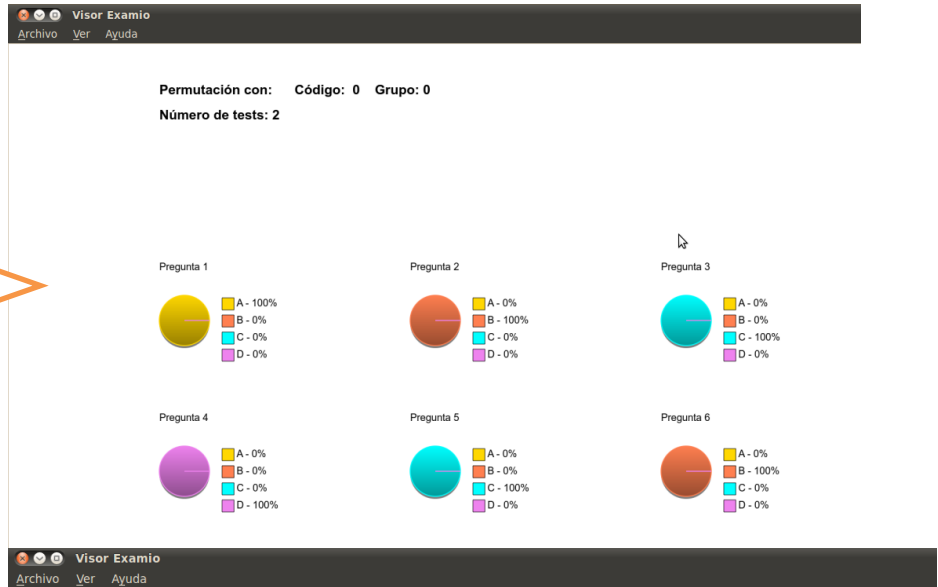 Visor Examio
Archivo Ver Ayuda
Permutación con: Código: 0 Grupo: 0
Número de tests: 2
Pregunta 1
A - 100%
B - 0%
C - 0%
D - 0%
Pregunta 2
A - 0%
B - 100%
C - 0%
D - 0%
Pregunta 3
A - 0%
B - 0%
C - 100%
D - 0%
Pregunta 4
A - 0%
B - 0%
C - 0%
D - 100%
Pregunta 5
A - 0%
B - 0%
C - 100%
D - 0%
Pregunta 6
A - 0%
B - 100%
C - 0%
D - 0%
Visor Examio
Archivo Ver Ayuda